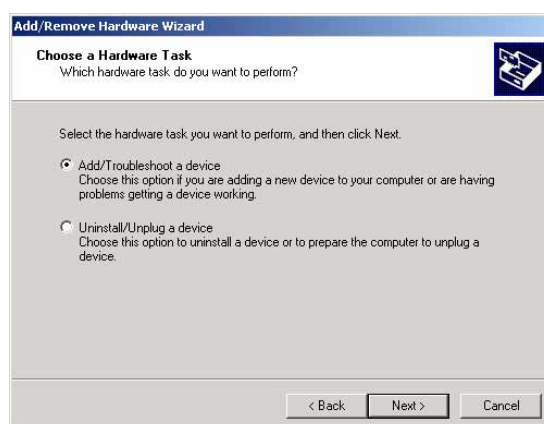 Add/Remove Hardware Wizard
Choose a Hardware Task
Which hardware task do you want to perform?
Select the hardware task you want to perform, and then click Next.
Add/Troubleshoot a device
Choose this option if you are adding a new device to your computer or are having
problems getting a device working.
Uninstall/Unplug a device
Choose this option to uninstall a device or to prepare the computer to unplug a
device.
< Back Next > Cancel